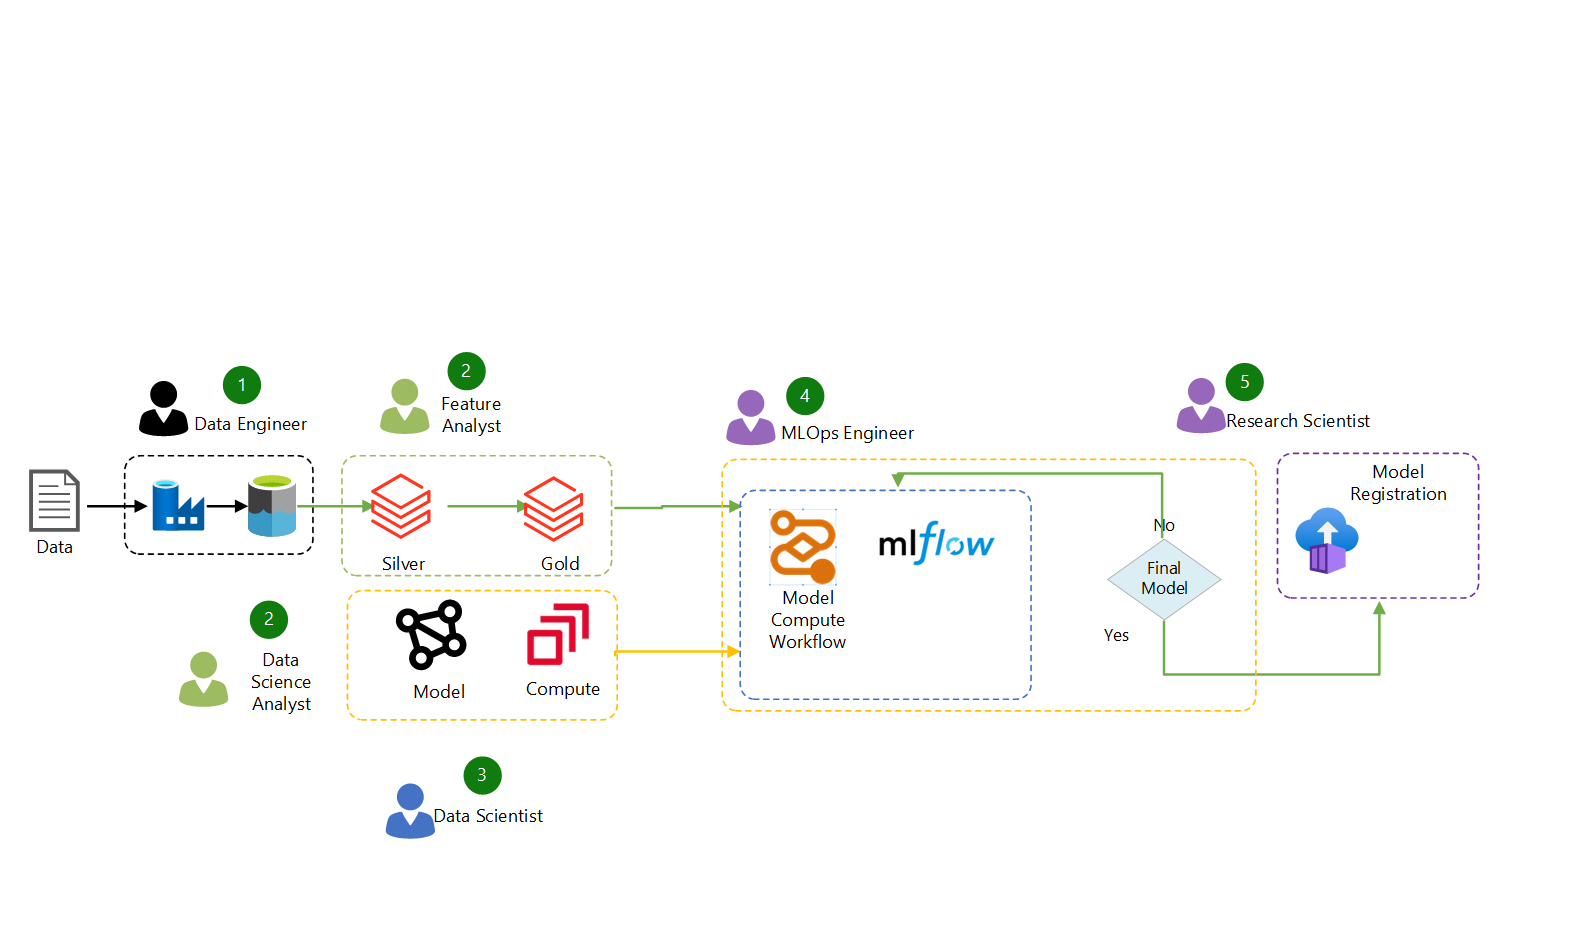 1
Data Engineer
2
Feature
Analyst
4
MLOps Engineer
5
Research Scientist
Data
Silver
Gold
Model
Compute
Workflow
mlflow
No
Final
Model
Yes
Model
Registration
2
Data
Science
Analyst
Model
Compute
3
Data Scientist